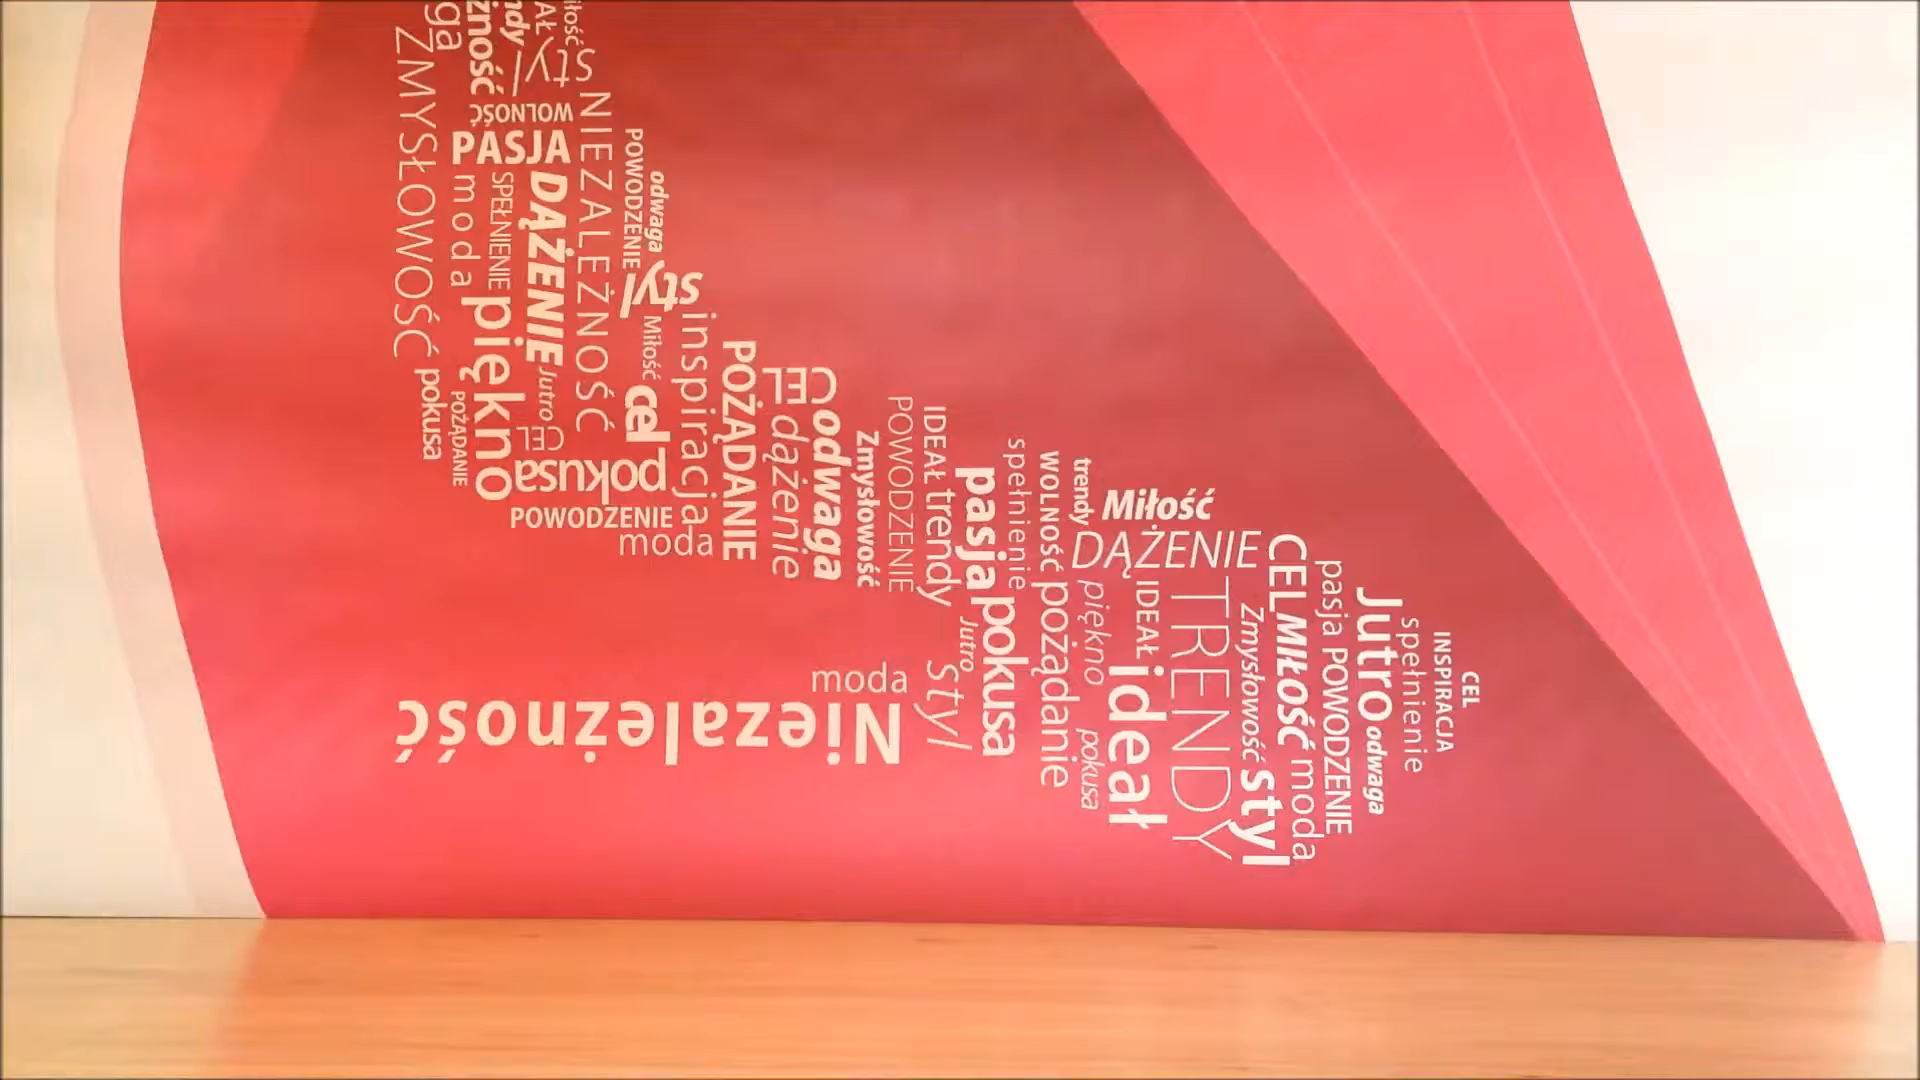 ZMYSŁOWOŚĆ
pokusa
moda
POŻĄDANIE
SPEŁNIENIE
piękno
PASJA
WOLNOŚĆ
styl
DĄŻENIE
Jutro
CEL
pokusa
POWODZENIE
moda
NIEZALEŻNOŚĆ
POWODZENIE
odwaga
styl
Miłość
cel
inspiracja
POŻĄDANIE
CEL
dążenie
odwaga
Zmysłowość
POWODZENIE
IDEAŁ
trendy
pasja
Jutro
pokusa
spełnienie
WOLNOŚĆ
pożądanie
trendy
Miłość
DĄŻENIE
piękno
pokusa
IDEAŁ
ideał
TRENDY
Zmysłowość
styl
CEL
MIŁOŚĆ
moda
pasja
POWODZENIE
Jutro
odwaga
spełnienie
INSPIRACJA
CEL
moda
Styl
Niezależność